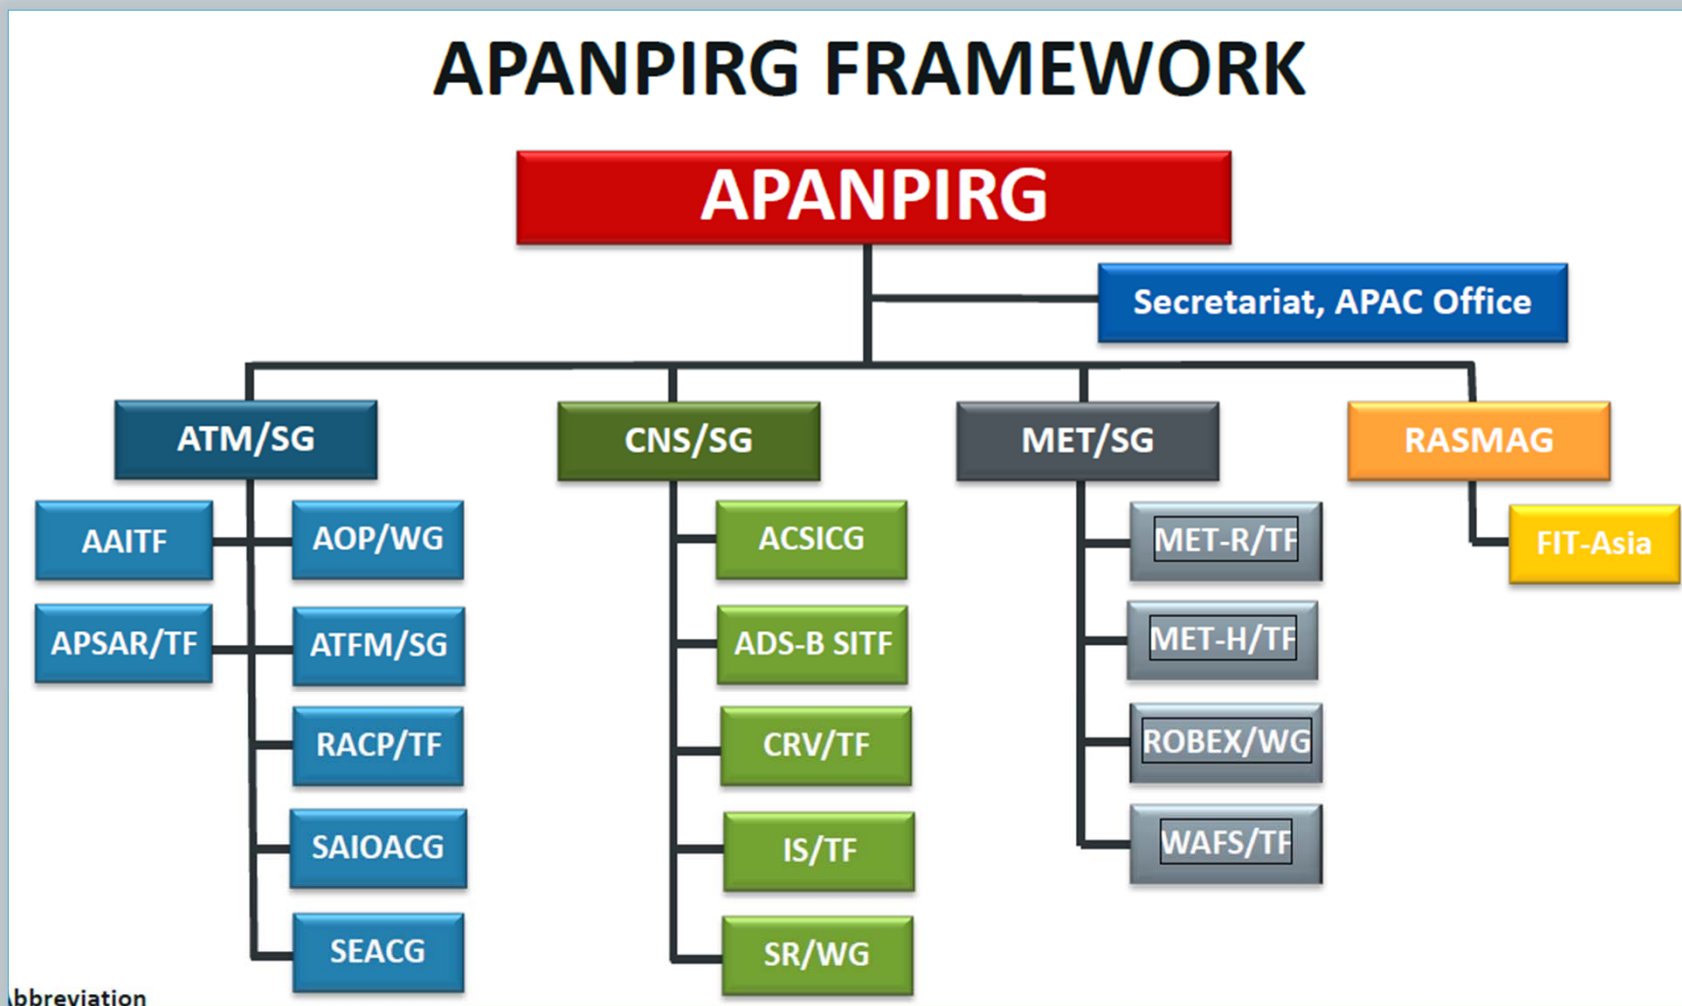 APANPIRG FRAMEWORK
APANPIRG
Secretariat, APAC Office
ATM/SG
CNS/SG
MET/SG
RASMAG
AAITF
AOP/WG
ACSICG
MET-R/TF
FIT-Asia
APSAR/TF
ATFM/SG
ADS-B SITF
MET-H/TF
RACP/TF
CRV/TF
ROBEX/WG
SAIOACG
IS/TF
WAFS/TF
SEACG
SR/WG
bbreviation